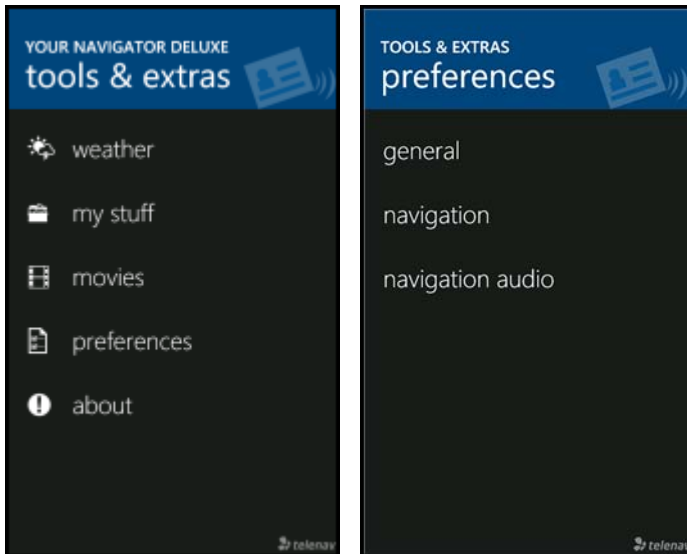 YOUR NAVIGATOR DELUXE
tools & extras
weather
my stuff
movies
preferences
about
telenav
TOOLS & EXTRAS
preferences
general
navigation
navigation audio
telenav